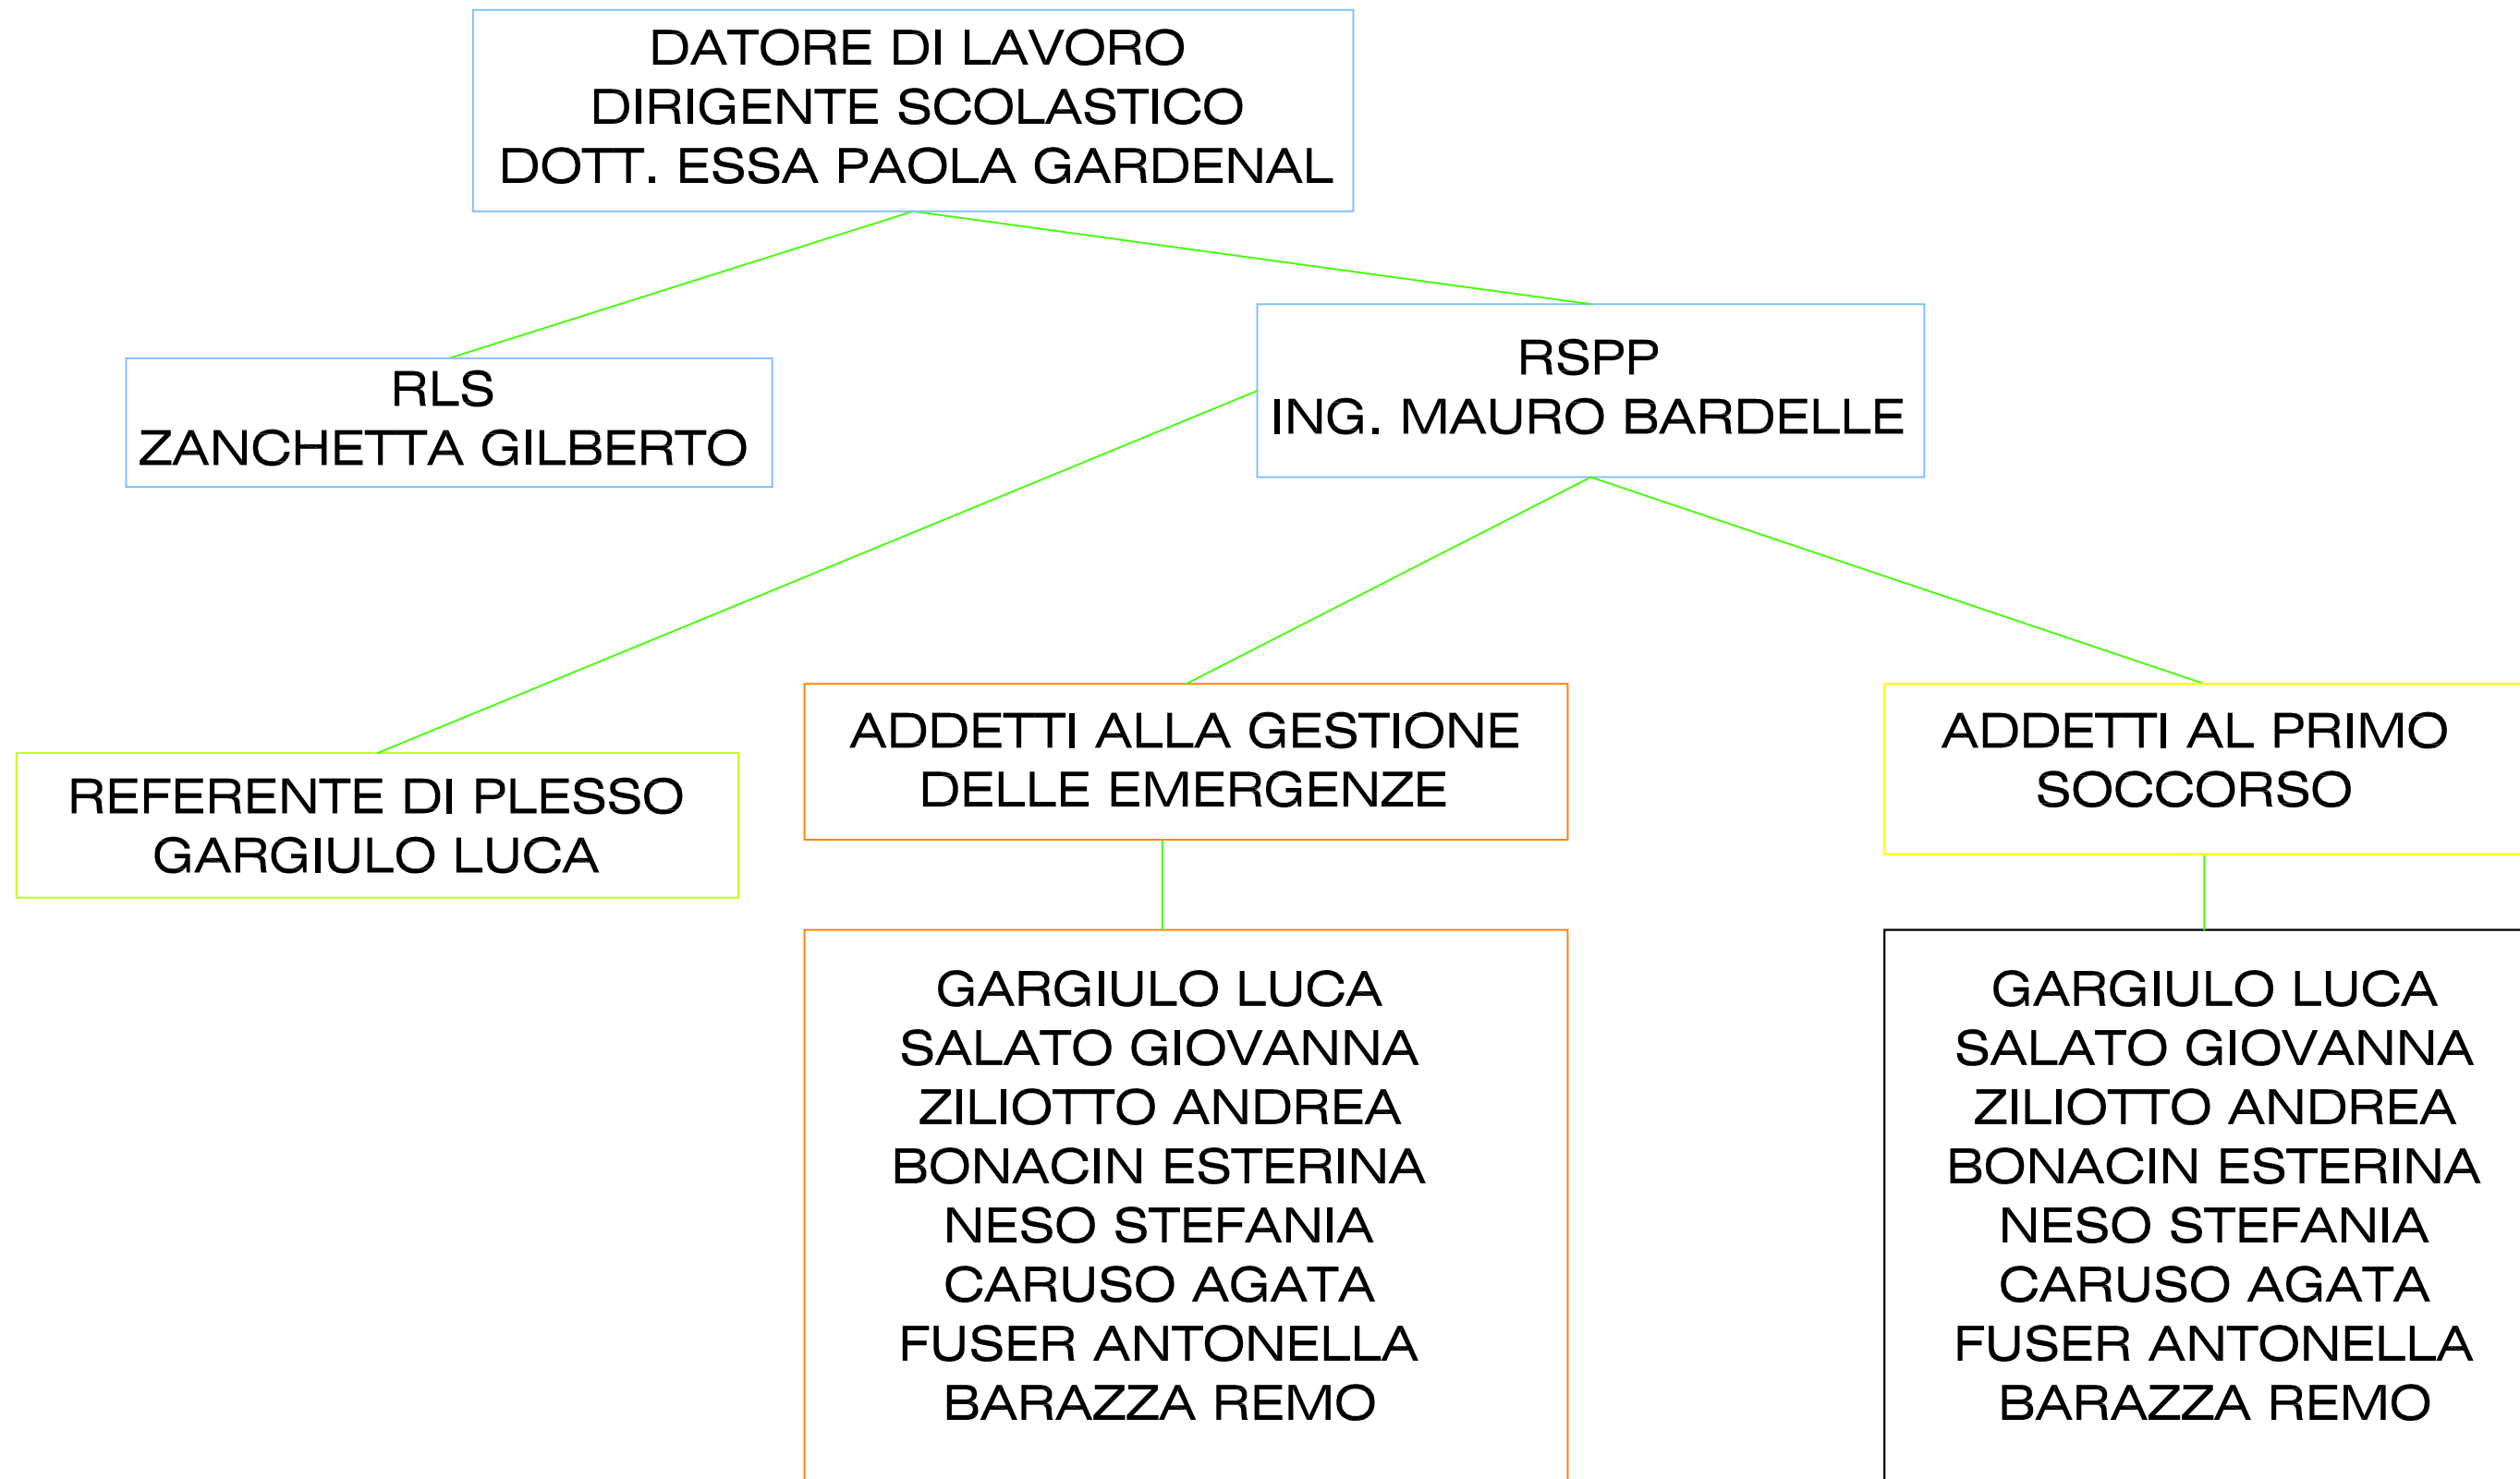 DATORE DI LAVORO
DIRIGENTE SCOLASTICO
DOTT. ESSA PAOLA GARDENAL
RLS
ZANCHETTA GILBERTO
RSPP
ING. MAURO BARDELLE
REFERENTE DI PLESSO
GARGIULO LUCA
ADDETTI ALLA GESTIONE
DELLE EMERGENZE
ADDETTI AL PRIMO
SOCCORSO
GARGIULO LUCA
SALATO GIOVANNA
ZILIOTTO ANDREA
BONACIN ESTERINA
NESO STEFANIA
CARUSO AGATA
FUSER ANTONELLA
BARAZZA REMO
GARGIULO LUCA
SALATO GIOVANNA
ZILIOTTO ANDREA
BONACIN ESTERINA
NESO STEFANIA
CARUSO AGATA
FUSER ANTONELLA
BARAZZA REMO